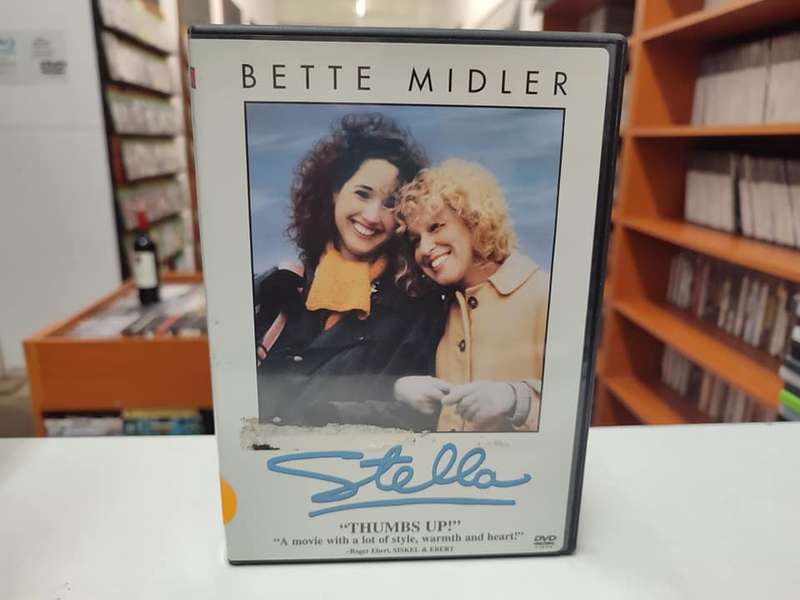 BETTE MIDLER
Stella
“THUMBS UP!”
“A movie with a lot of style, warmth and heart!”
–Roger Ebert, SISKEL & EBERT
DVD